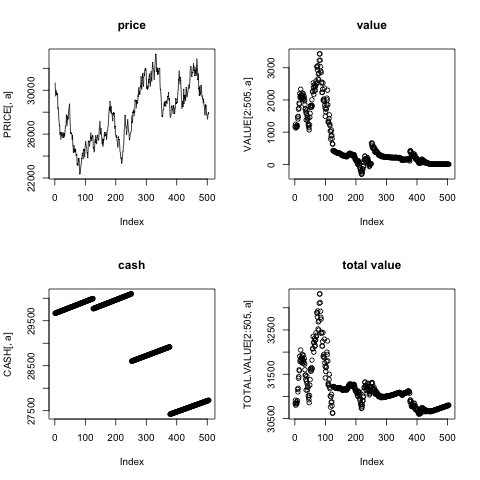 price
PRICE[, a]
22000 26000 30000
0 100 200 300 400 500
Index
value
VALUE[2:505, a]
0 1000 2000 3000
0 100 200 300 400 500
Index
cash
CASH[, a]
27500 28500 29500
0 100 200 300 400 500
Index
total value
TOTAL.VALUE[2:505, a]
30500 31500 32500
0 100 200 300 400 500
Index